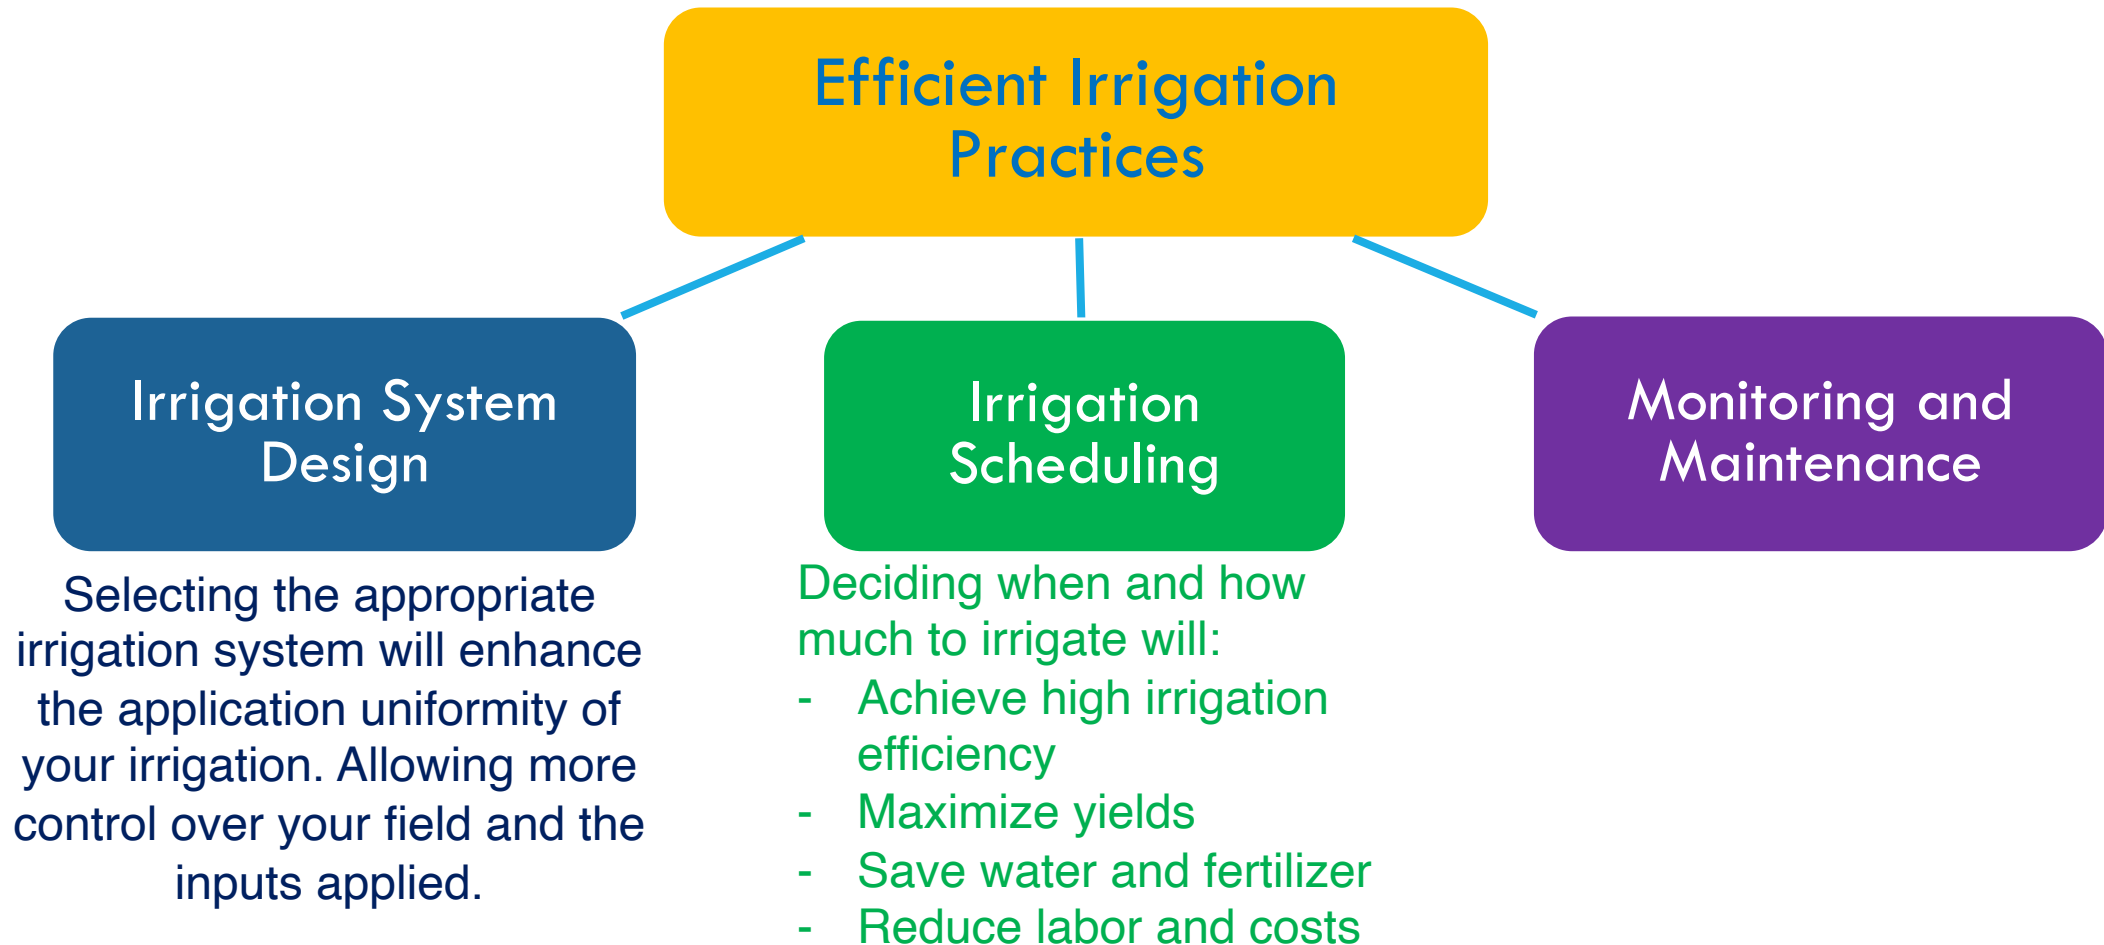 Efficient Irrigation
Practices
Irrigation System
Design
Irrigation
Scheduling
Monitoring and
Maintenance
Selecting the appropriate
irrigation system will enhance
the application uniformity of
your irrigation. Allowing more
control over your field and the
inputs applied.
Deciding when and how
much to irrigate will:
- Achieve high irrigation
efficiency
- Maximize yields
- Save water and fertilizer
- Reduce labor and costs